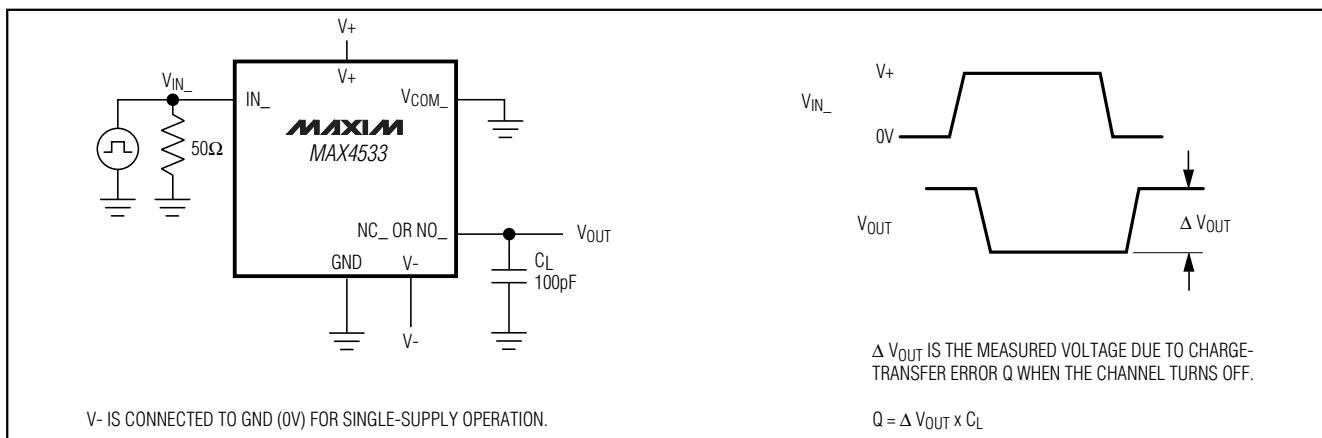 V+
V+
VIN_
IN_
VCOM_
50Ω
MAXIM
MAX4533
NC_ OR NO_
VOUT
GND
V-
CL
100pF
V-
V- IS CONNECTED TO GND (0V) FOR SINGLE-SUPPLY OPERATION.
V+
VIN_
0V
VOUT
Δ VOUT
Δ VOUT IS THE MEASURED VOLTAGE DUE TO CHARGE-
TRANSFER ERROR Q WHEN THE CHANNEL TURNS OFF.
Q = Δ VOUT x CL